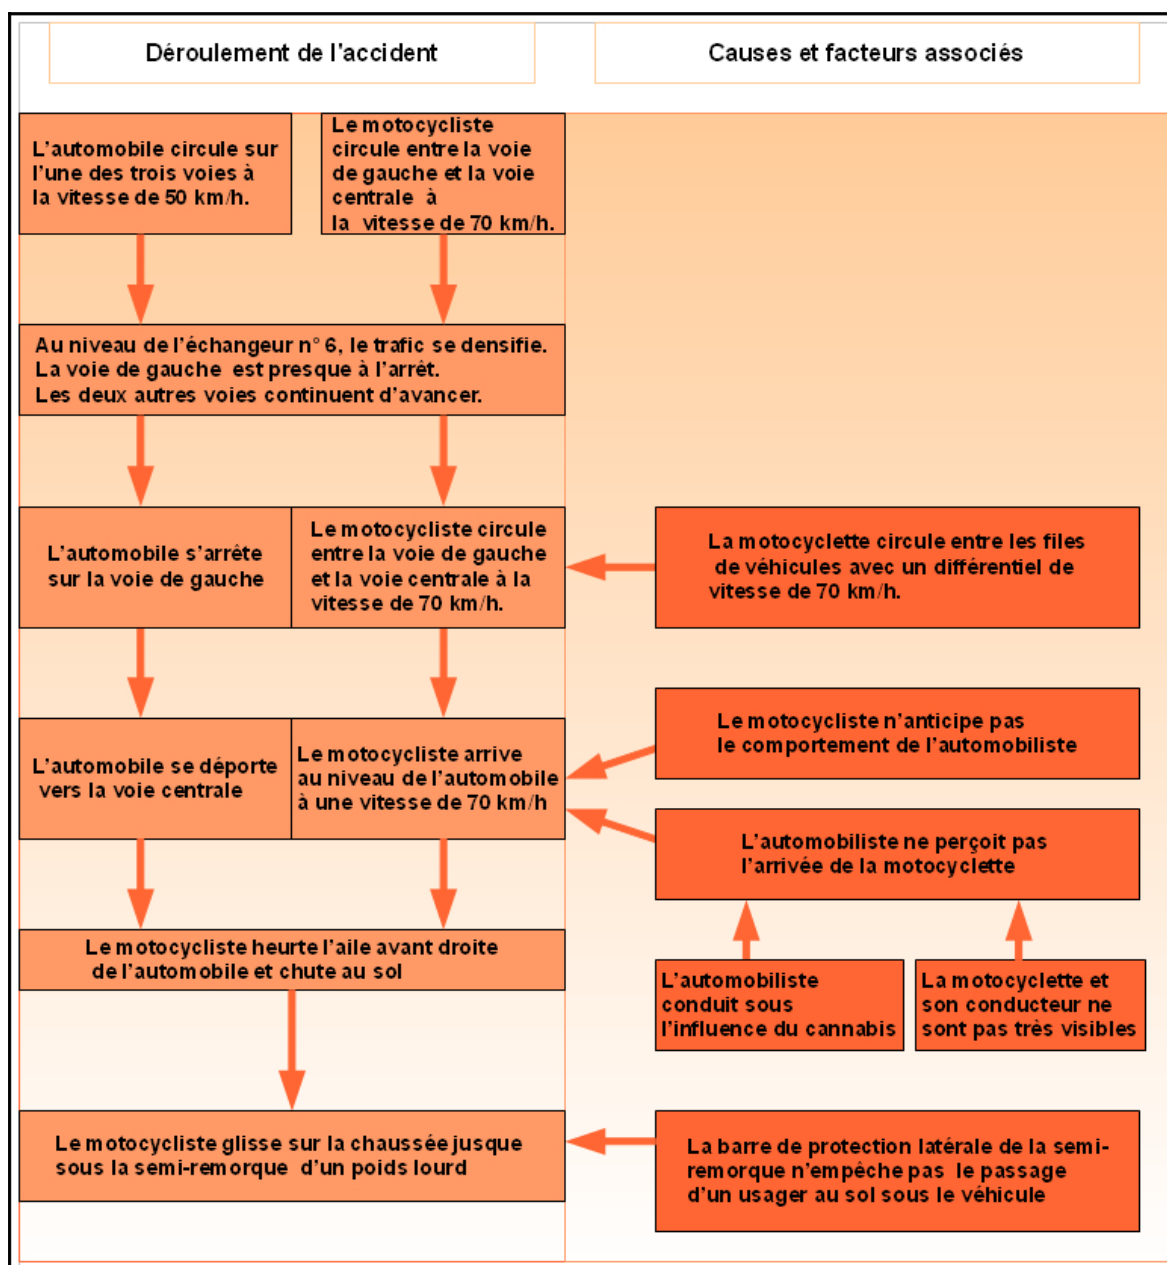 Déroulement de l'accident
Causes et facteurs associés
L'automobile circule sur
l'une des trois voies à
la vitesse de 50 km/h.
Le motocycliste
circule entre la voie
de gauche et la voie
centrale à
la vitesse de 70 km/h.
Au niveau de l'échangeur n° 6, le trafic se densifie.
La voie de gauche est presque à l'arrêt.
Les deux autres voies continuent d'avancer.
L'automobile s'arrête
sur la voie de gauche
Le motocycliste circule
entre la voie de gauche
et la voie centrale à la
vitesse de 70 km/h.
La motocyclette circule entre les files
de véhicules avec un différentiel de
vitesse de 70 km/h.
L'automobile se déporte
vers la voie centrale
Le motocycliste arrive
au niveau de l'automobile
à une vitesse de 70 km/h
Le motocycliste n'anticipe pas
le comportement de l'automobiliste
L'automobiliste ne perçoit pas
l'arrivée de la motocyclette
Le motocycliste heurte l'aile avant droite
de l'automobile et chute au sol
L'automobiliste
conduit sous
l'influence du cannabis
La motocyclette et
son conducteur ne
sont pas très visibles
Le motocycliste glisse sur la chaussée jusque
sous la semi-remorque d'un poids lourd
La barre de protection latérale de la semi-
remorque n'empêche pas le passage
d'un usager au sol sous le véhicule